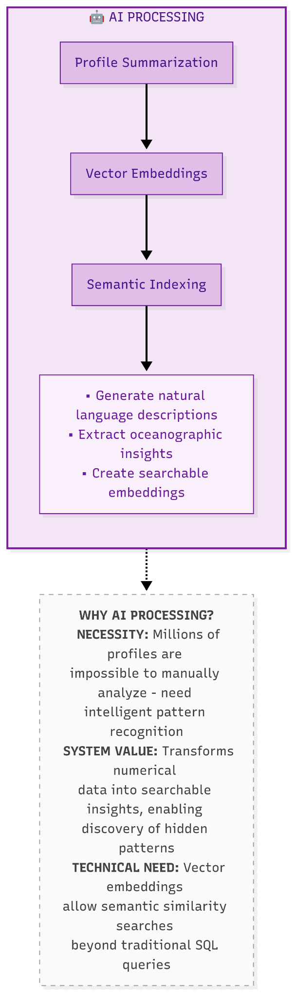 🤖 AI PROCESSING
Profile Summarization
Vector Embeddings
Semantic Indexing
▪ Generate natural
language descriptions
▪ Extract oceanographic
insights
▪ Create searchable
embeddings
WHY AI PROCESSING?
NECESSITY: Millions of
profiles are
impossible to manually
analyze - need
intelligent pattern
recognition
SYSTEM VALUE: Transforms
numerical
data into searchable
insights, enabling
discovery of hidden
patterns
TECHNICAL NEED: Vector
embeddings
allow semantic similarity
searches
beyond traditional SQL
queries